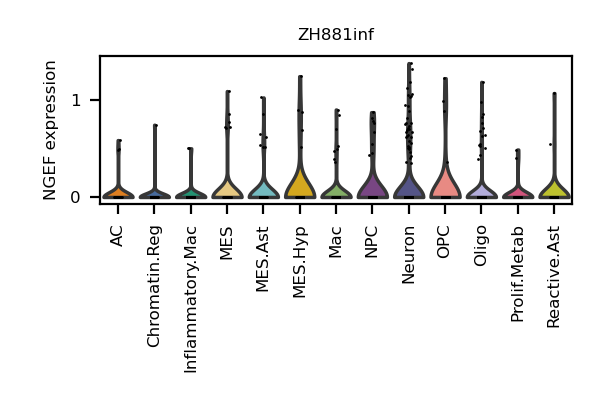 ZH881inf
NGEF expression
1
0
AC
Chromatin.Reg
Inflammatory.Mac
MES
MES.Ast
MES.Hyp
Mac
NPC
Neuron
OPC
Oligo
Prolif.Metab
Reactive.Ast